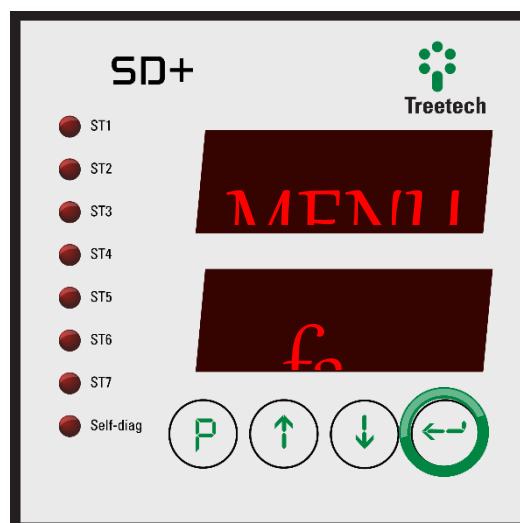 SD+
Treetech
ST1
ST2
ST3
ST4
ST5
ST6
ST7
Self-diag
MENU
P